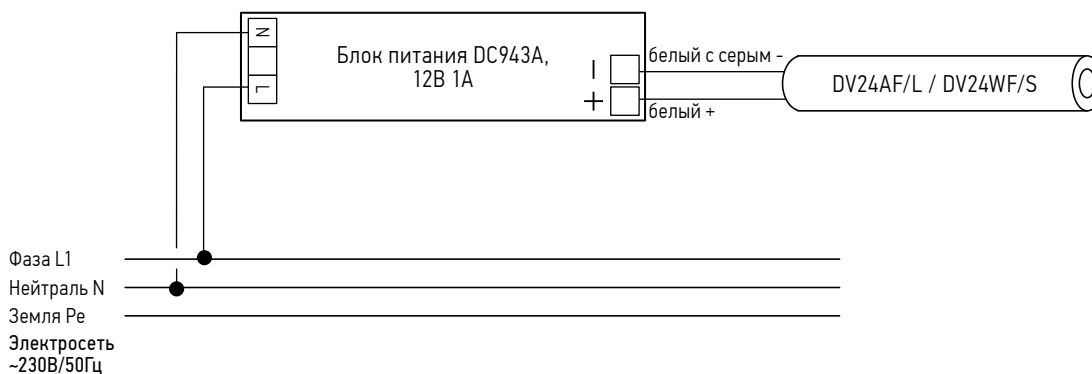 N
L
Блок питания DC943A,
12В 1А
–
+
белый с серым -
белый +
DV24AF/L / DV24WF/S
Фаза L1
Нейтраль N
Земля Pe
Электросеть
~230В/50Гц